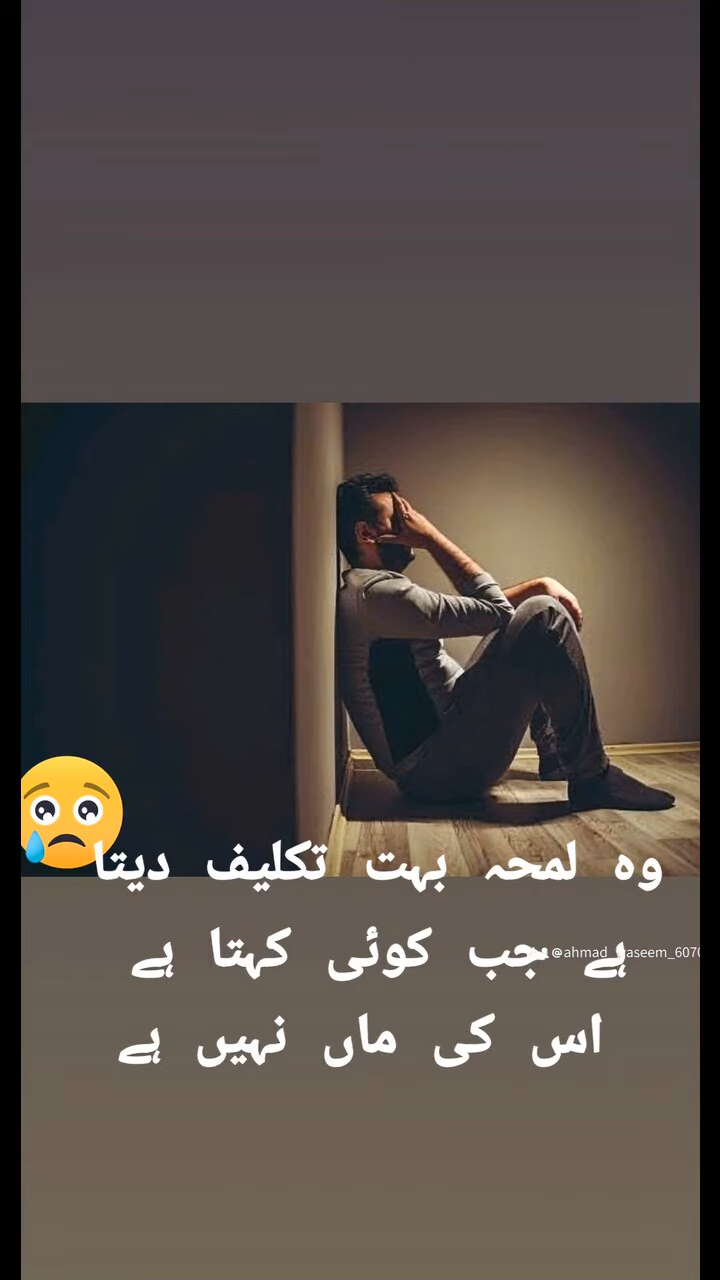 وہ لمحہ بہت تکلیف دیتا
ہے جب کوئی کہتا ہے
اس کی ماں نہیں ہے